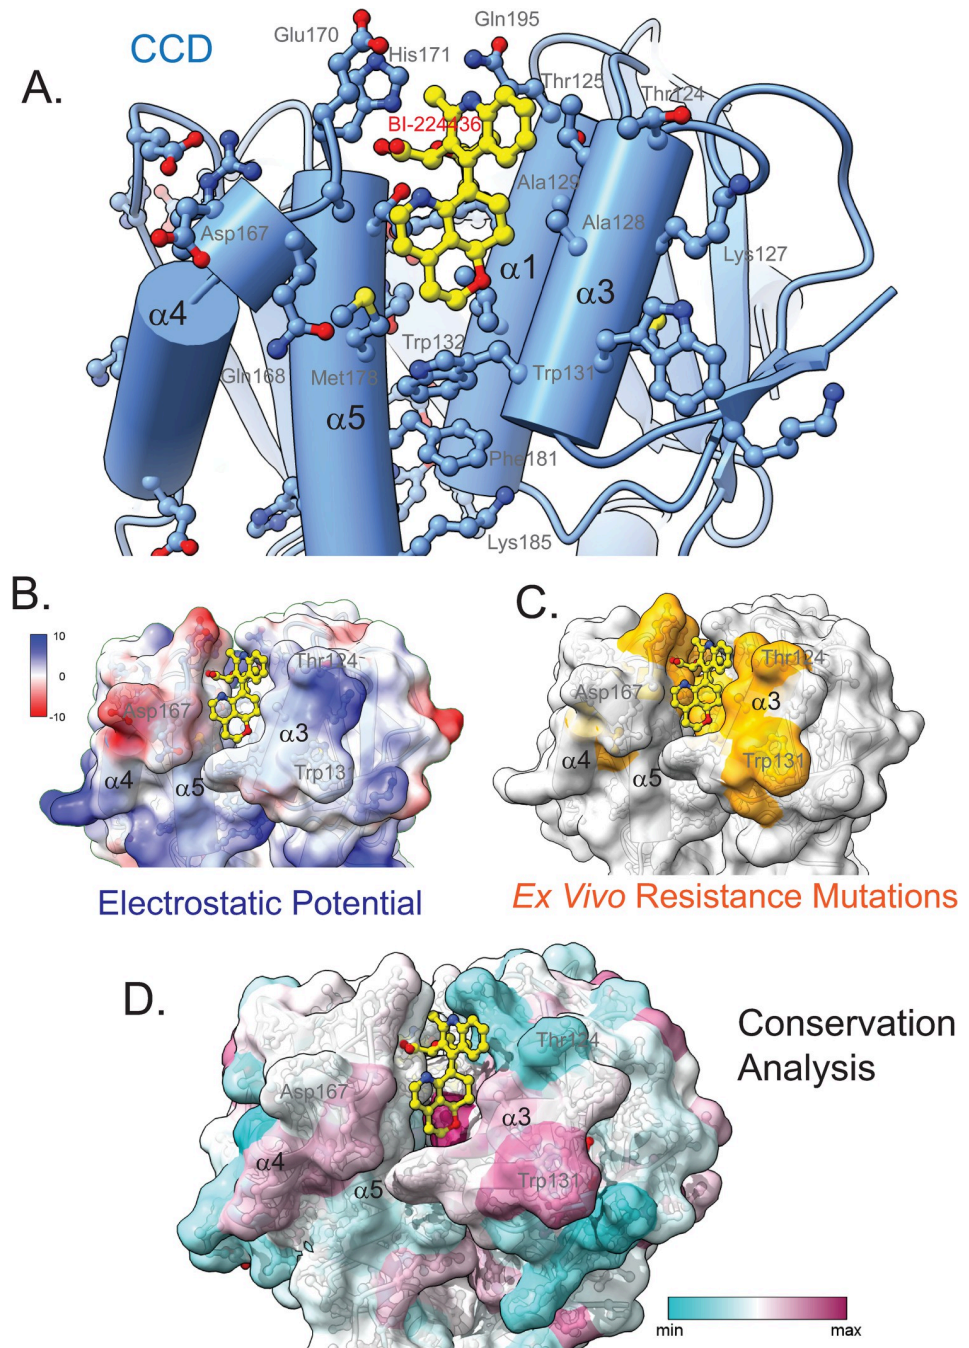 CCD
A.
Glu170
Gln195
His171
Thr125
Thr124
BI-224436
Asp167
Ala129
Ala128
Lys127
α1
α3
α4
Trp132
Gln168
Met178
Trp131
α5
Phe181
Lys185
B.
10
0
-10
Thr124
Asp167
α3
Trp131
α4
α5
Electrostatic Potential
C.
Thr124
Asp167
α3
Trp131
α4
α5
Ex Vivo Resistance Mutations
D.
Conservation
Analysis
Thr124
Asp167
α3
α4
Trp131
α5
min
max